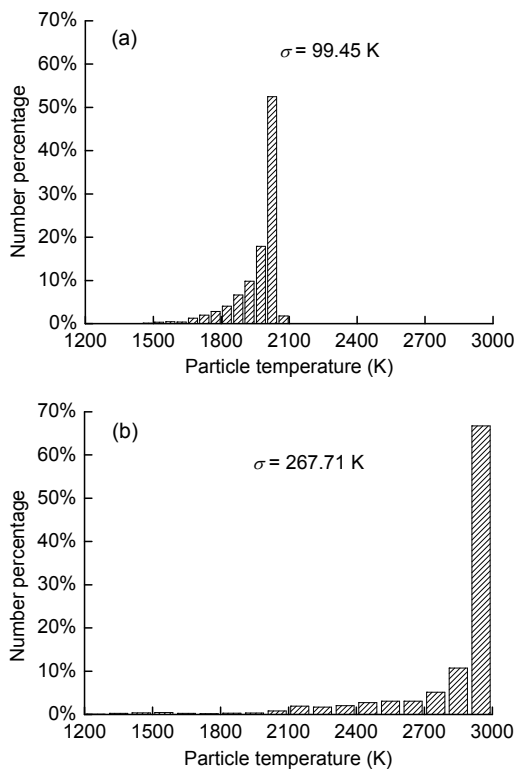 70%
(a)
σ = 99.45 K
60%
50%
40%
30%
20%
10%
0%
Number percentage
1200 1500 1800 2100 2400 2700 3000
Particle temperature (K)
70%
(b)
60%
σ = 267.71 K
50%
40%
30%
20%
10%
0%
Number percentage
1200 1500 1800 2100 2400 2700 3000
Particle temperature (K)